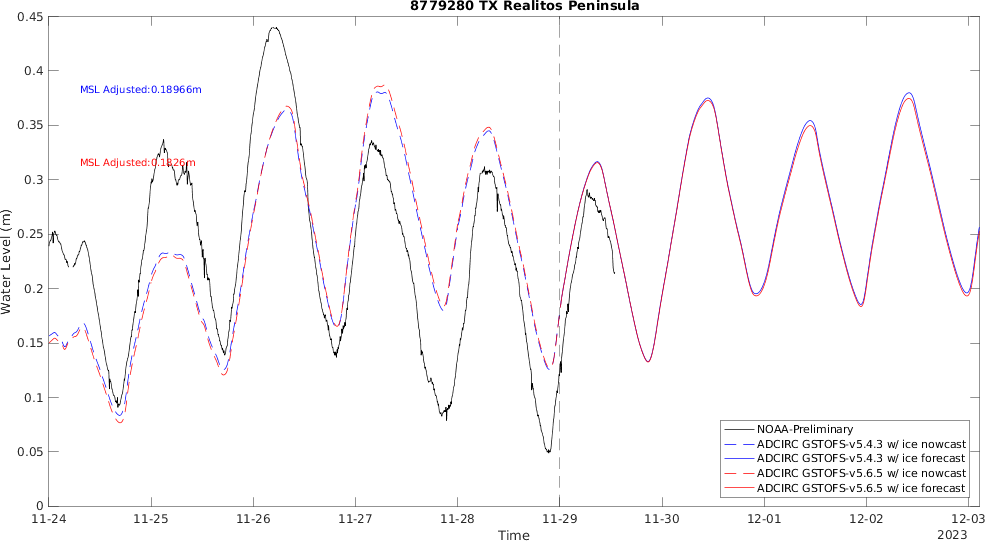 8779280 TX Realitos Peninsula
0.45
0.4
0.35
0.3
0.25
0.2
0.15
0.1
0.05
0
Water Level (m)
MSL Adjusted:0.18966m
MSL Adjusted:0.1826m
NOAA-Preliminary
ADCIRC GSTOFS-v5.4.3 w/ ice nowcast
ADCIRC GSTOFS-v5.4.3 w/ ice forecast
ADCIRC GSTOFS-v5.6.5 w/ ice nowcast
ADCIRC GSTOFS-v5.6.5 w/ ice forecast
11-24 11-25 11-26 11-27 11-28 11-29 11-30 12-01 12-02 12-03
Time
2023